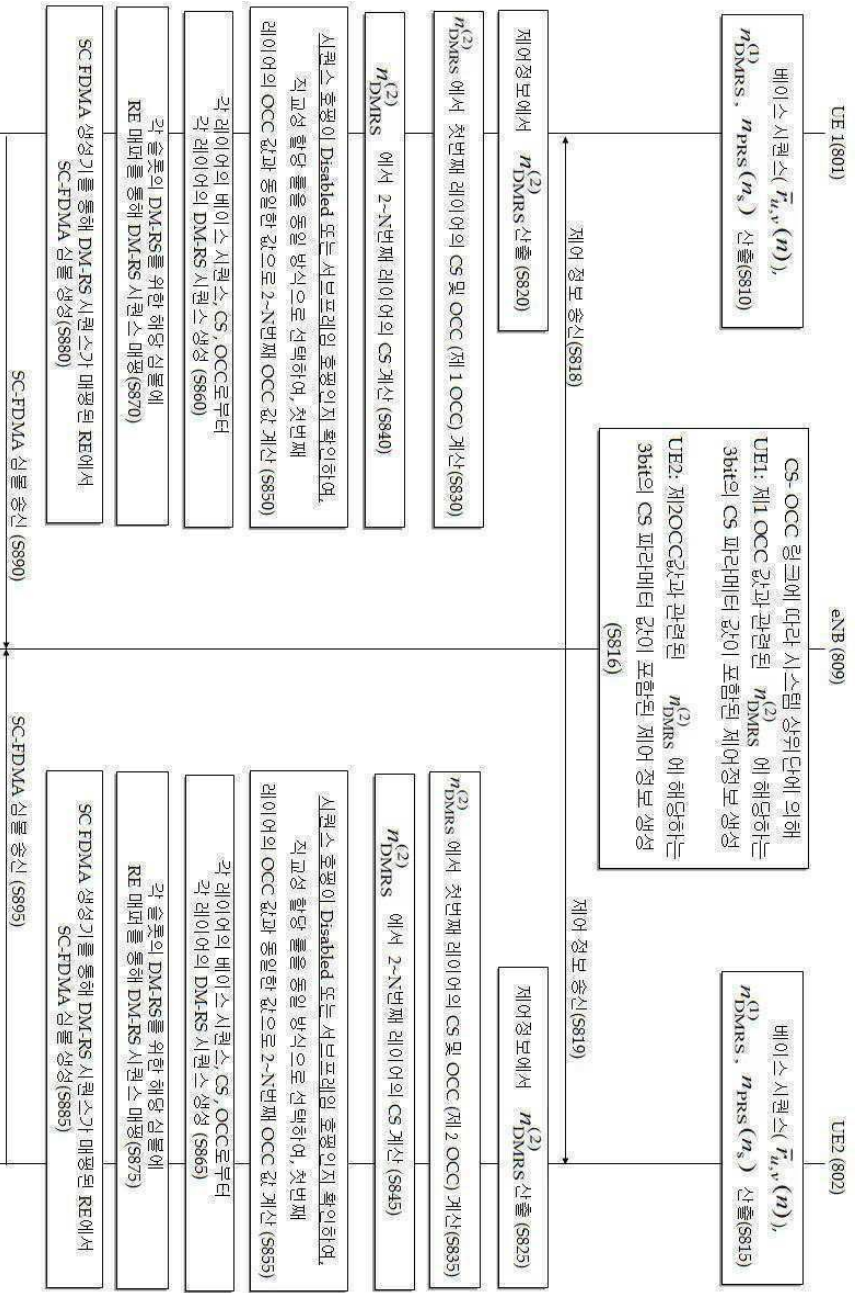 UE 1(801)
eNB (809)
UE2 (802)
베이스 시퀀스( r̅u,v(n) ),
n(1)DMRS , nPRS(ns) 산출(S810)
베이스 시퀀스( r̅u,v(n) ),
n(1)DMRS , nPRS(ns) 산출(S815)
CS- OCC 링크에 따라 시스템 상위단에 의해
UE1: 제1 OCC 값과 관련된 n(2)DMRS 에 해당하는
3bit의 CS 파라메터 값이 포함된 제어정보 생성
UE2: 제2OCC값과 관련된 n(2)DMRS 에 해당하는
3bit의 CS 파라메터 값이 포함된 제어 정보 생성
(S816)
제어 정보 송신(S818)
제어 정보 송신(S819)
제어정보에서 n(2)DMRS 산출 (S820)
제어정보에서 n(2)DMRS 산출 (S825)
n(2)DMRS 에서 첫번째 레이어의 CS 및 OCC (제 1 OCC) 계산(S830)
n(2)DMRS 에서 첫번째 레이어의 CS 및 OCC (제 2 OCC) 계산(S835)
n(2)DMRS 에서 2~N번째 레이어의 CS 계산 (S840)
n(2)DMRS 에서 2~N번째 레이어의 CS 계산 (S845)
시퀀스 호핑이 Disabled 또는 서브프레임 호핑인지 확인하여,
직교성 할당 룰을 동일 방식으로 선택하여, 첫번째
레이어의 OCC 값과 동일한 값으로 2~N번째 OCC 값 계산 (S850)
시퀀스 호핑이 Disabled 또는 서브프레임 호핑인지 확인하여,
직교성 할당 룰을 동일 방식으로 선택하여, 첫번째
레이어의 OCC 값과 동일한 값으로 2~N번째 OCC 값 계산 (S855)
각 레이어의 베이스 시퀀스, CS , OCC로부터
각 레이어의 DM-RS 시퀀스 생성 (S860)
각 레이어의 베이스 시퀀스, CS, OCC로부터
각 레이어의 DM-RS 시퀀스 생성 (S865)
각 슬롯의 DM-RS를 위한 해당 심볼에
RE 매퍼를 통해 DM-RS 시퀀스 매핑(S870)
각 슬롯의 DM-RS를 위한 해당 심볼에
RE 매퍼를 통해 DM-RS 시퀀스 매핑(S875)
SC FDMA 생성기를 통해 DM-RS 시퀀스가 매핑된 RE에서
SC-FDMA 심볼 생성(S880)
SC FDMA 생성기를 통해 DM-RS 시퀀스가 매핑된 RE에서
SC-FDMA 심볼 생성(S885)
SC-FDMA 심볼 송신 (S890)
SC-FDMA 심볼 송신 (S895)